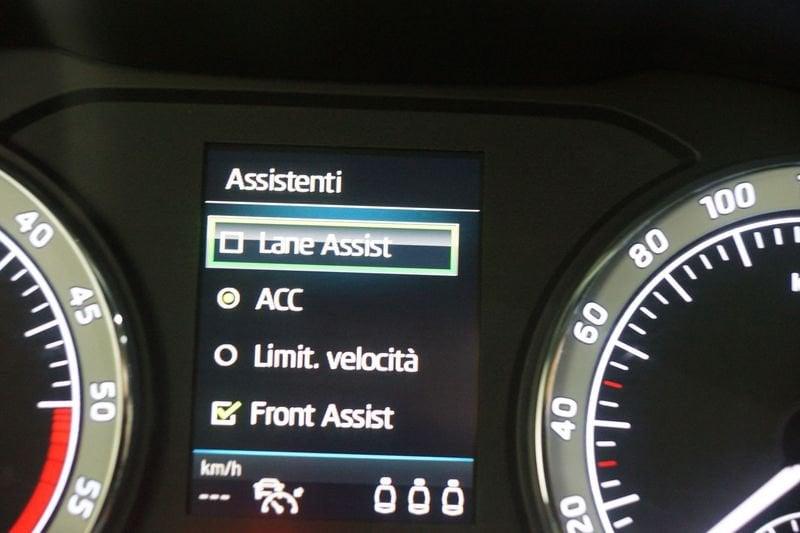 Assistenti
Lane Assist
ACC
Limit. velocità
Front Assist
km/h
---
40
45
50
55
20
40
60
80
100